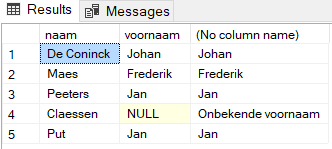 Results Messages
naam voornaam (No column name)
1 De Coninck Johan Johan
2 Maes Frederik Frederik
3 Peeters Jan Jan
4 Claessen NULL Onbekende voornaam
5 Put Jan Jan